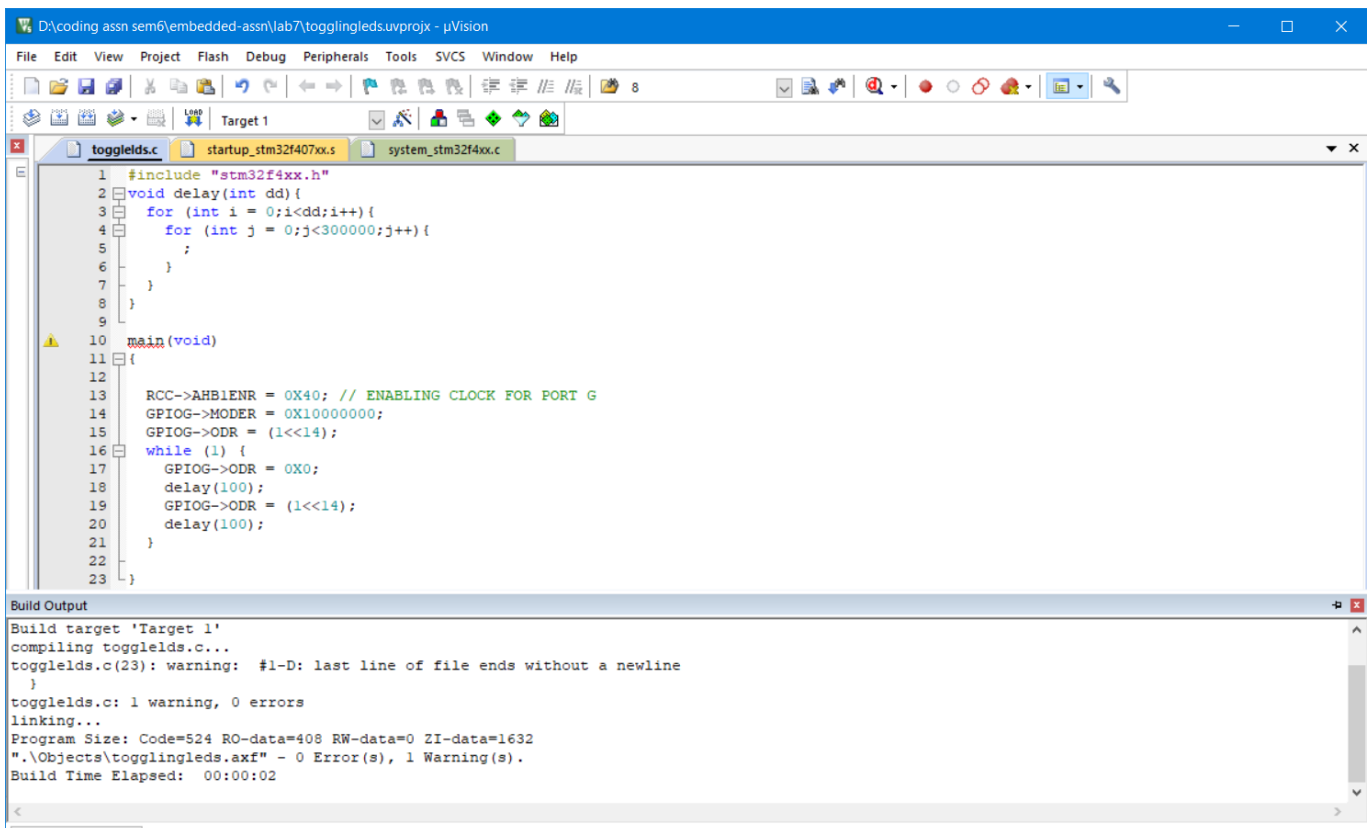 D:\coding assn sem6\embedded-assn\lab7\togglingleds.uvprojx - µVision
File Edit View Project Flash Debug Peripherals Tools SVCS Window Help
8
LOAD Target 1
togglelds.c startup_stm32f407xx.s system_stm32f4xx.c
1 #include "stm32f4xx.h"
2 void delay(int dd){
3 for (int i = 0;i<dd;i++){
4 for (int j = 0;j<300000;j++){
5 ;
6 }
7 }
8 }
9
10 main(void)
11 {
12
13 RCC->AHB1ENR = 0X40; // ENABLING CLOCK FOR PORT G
14 GPIOG->MODER = 0X10000000;
15 GPIOG->ODR = (1<<14);
16 while (1) {
17 GPIOG->ODR = 0X0;
18 delay(100);
19 GPIOG->ODR = (1<<14);
20 delay(100);
21 }
22
23 }
Build Output
Build target 'Target 1'
compiling togglelds.c...
togglelds.c(23): warning:  #1-D: last line of file ends without a newline
}
togglelds.c: 1 warning, 0 errors
linking...
Program Size: Code=524 RO-data=408 RW-data=0 ZI-data=1632
".\Objects\togglingleds.axf" - 0 Error(s), 1 Warning(s).
Build Time Elapsed:  00:00:02